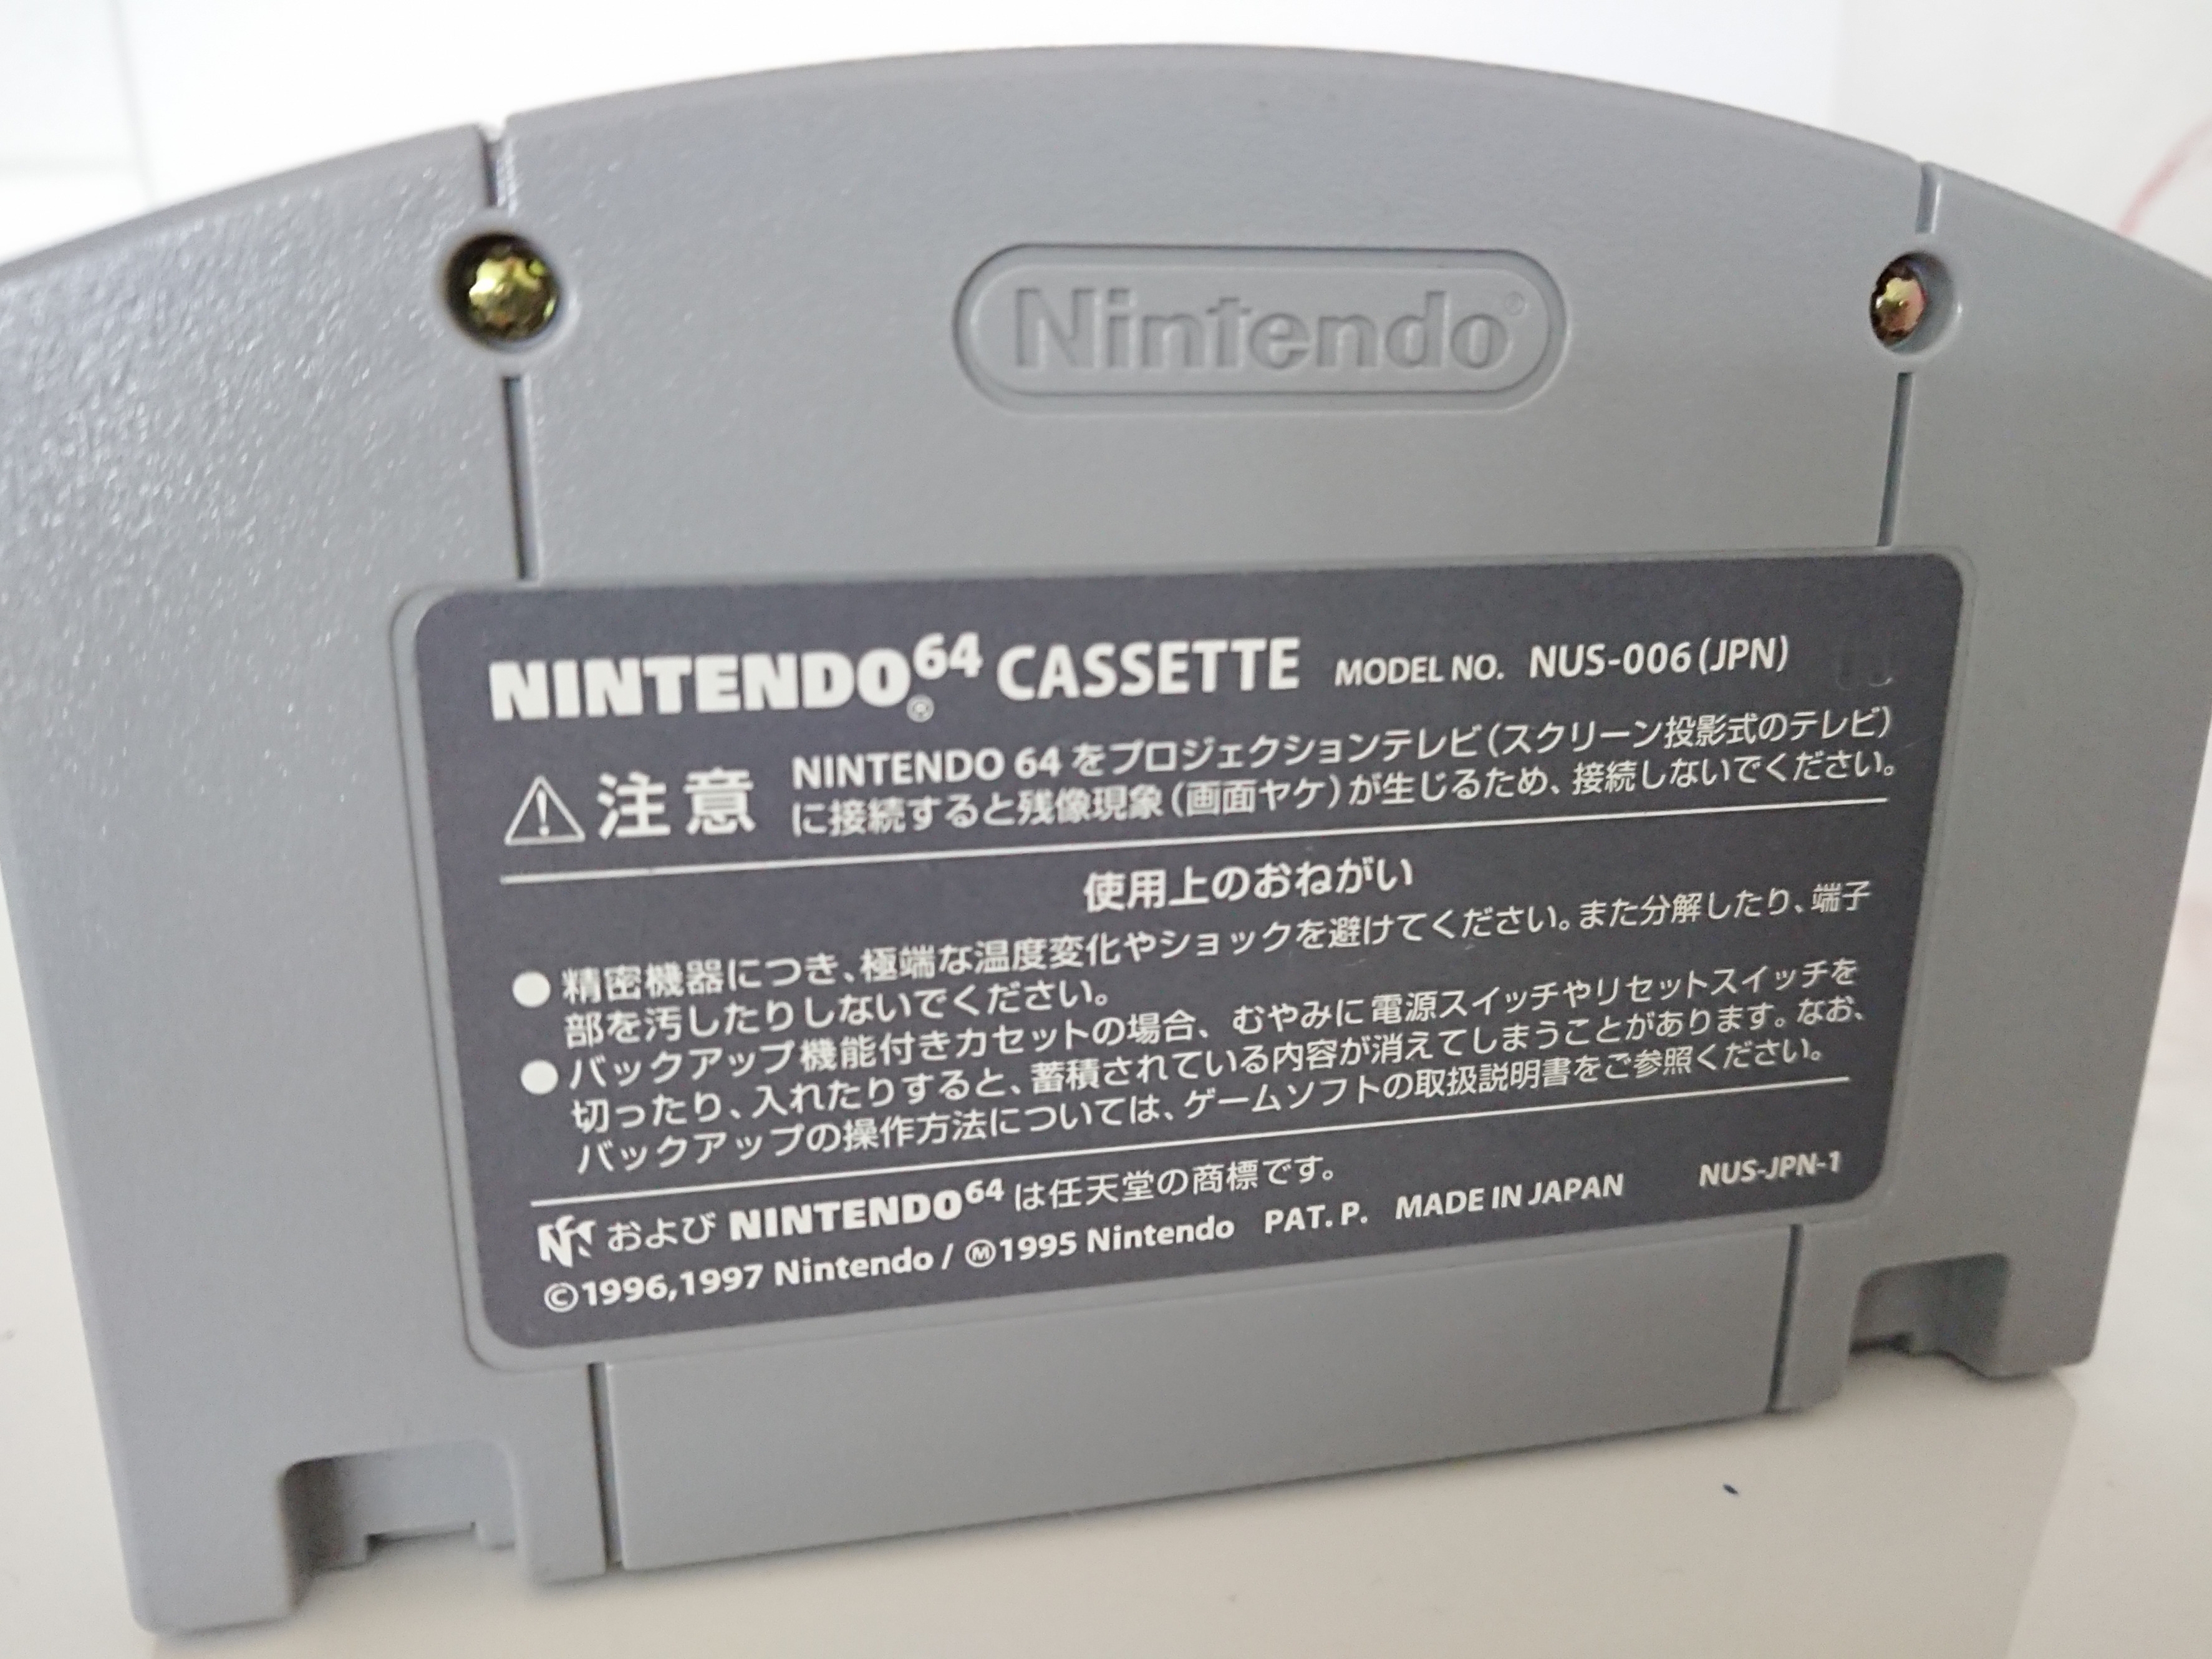 Nintendo®
NINTENDO64® CASSETTE MODEL NO. NUS-006(JPN)
⚠注意 NINTENDO 64 をプロジェクションテレビ(スクリーン投影式のテレビ)
に接続すると残像現象(画面ヤケ)が生じるため、接続しないでください。
使用上のおねがい
●精密機器につき、極端な温度変化やショックを避けてください。また分解したり、端子
部を汚したりしないでください。
●バックアップ機能付きカセットの場合、むやみに電源スイッチやリセットスイッチを
切ったり、入れたりすると、蓄積されている内容が消えてしまうことがあります。なお、
バックアップの操作方法については、ゲームソフトの取扱説明書をご参照ください。
および NINTENDO64 は任天堂の商標です。
©1996,1997 Nintendo / Ⓜ1995 Nintendo PAT. P. MADE IN JAPAN NUS-JPN-1